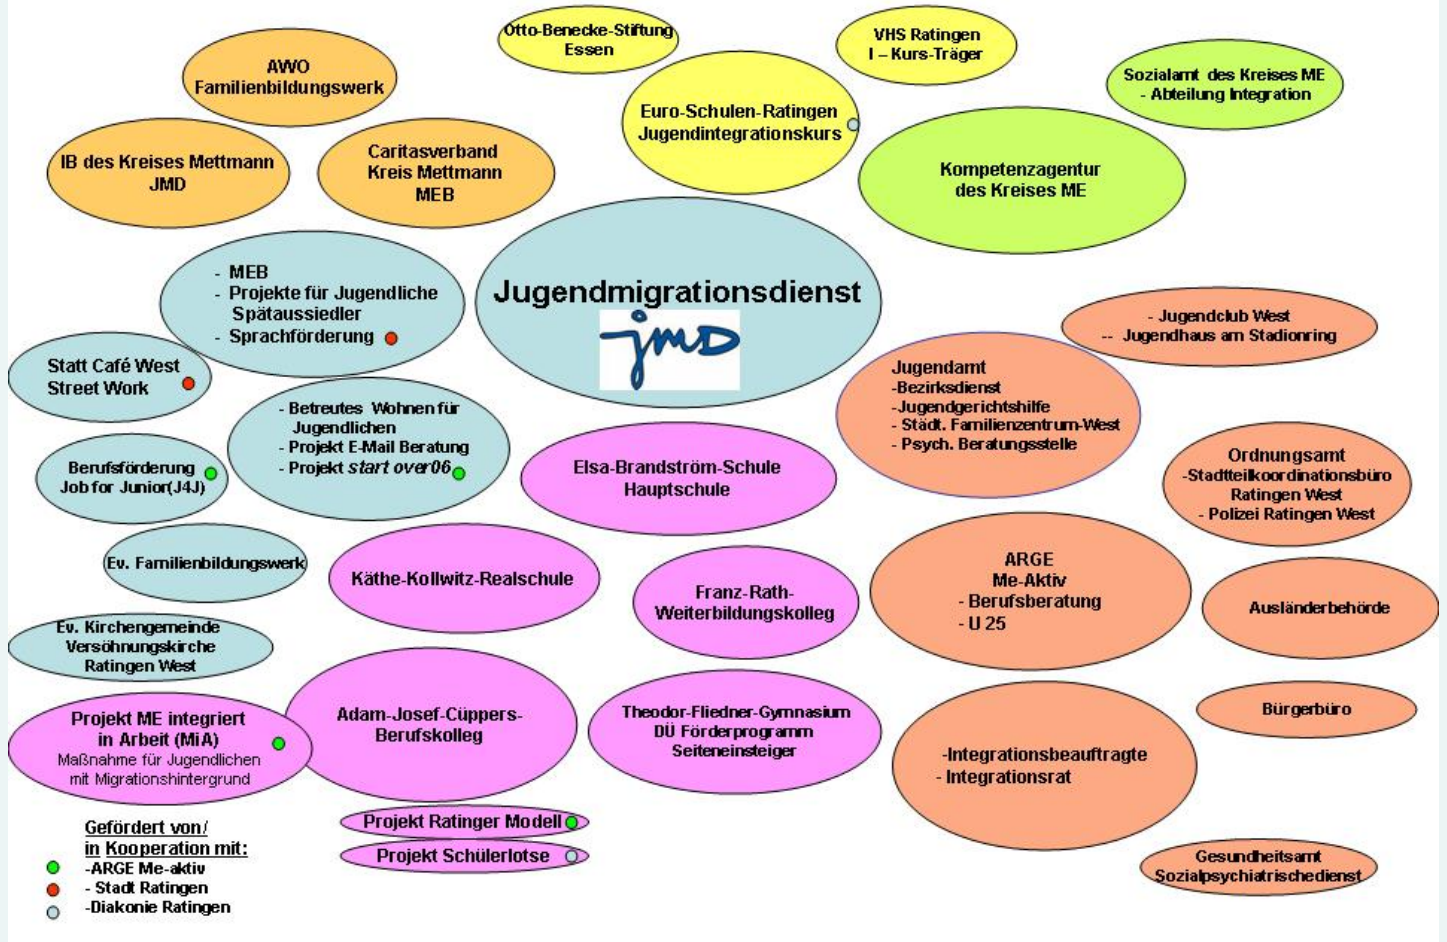 Otto-Benecke-Stiftung
Essen
VHS Ratingen
I – Kurs-Träger
AWO
Familienbildungswerk
Sozialamt des Kreises ME
- Abteilung Integration
Euro-Schulen-Ratingen
Jugendintegrationskurs
IB des Kreises Mettmann
JMD
Caritasverband
Kreis Mettmann
MEB
Kompetenzagentur
des Kreises ME
- MEB
- Projekte für Jugendliche
Spätaussiedler
- Sprachförderung
Jugendmigrationsdienst
jmD
- Jugendclub West
-- Jugendhaus am Stadionring
Statt Café West
Street Work
Jugendamt
-Bezirksdienst
-Jugendgerichtshilfe
- Städt. Familienzentrum-West
- Psych. Beratungsstelle
- Betreutes Wohnen für
Jugendlichen
- Projekt E-Mail Beratung
- Projekt start over06
Berufsförderung
Job for Junior(J4J)
Elsa-Brandström-Schule
Hauptschule
Ordnungsamt
-Stadtteilkoordinationsbüro
Ratingen West
- Polizei Ratingen West
Ev. Familienbildungswerk
Käthe-Kollwitz-Realschule
Franz-Rath-
Weiterbildungskolleg
ARGE
Me-Aktiv
- Berufsberatung
- U 25
Ausländerbehörde
Ev. Kirchengemeinde
Versöhnungskirche
Ratingen West
Projekt ME integriert
in Arbeit (MiA)
Maßnahme für Jugendlichen
mit Migrationshintergrund
Adam-Josef-Cüppers-
Berufskolleg
Theodor-Fliedner-Gymnasium
DÜ Förderprogramm
Seiteneinsteiger
-Integrationsbeauftragte
- Integrationsrat
Bürgerbüro
Projekt Ratinger Modell
Projekt Schülerlotse
Gesundheitsamt
Sozialpsychiatrischedienst
Gefördert von/
in Kooperation mit:
-ARGE Me-aktiv
- Stadt Ratingen
-Diakonie Ratingen